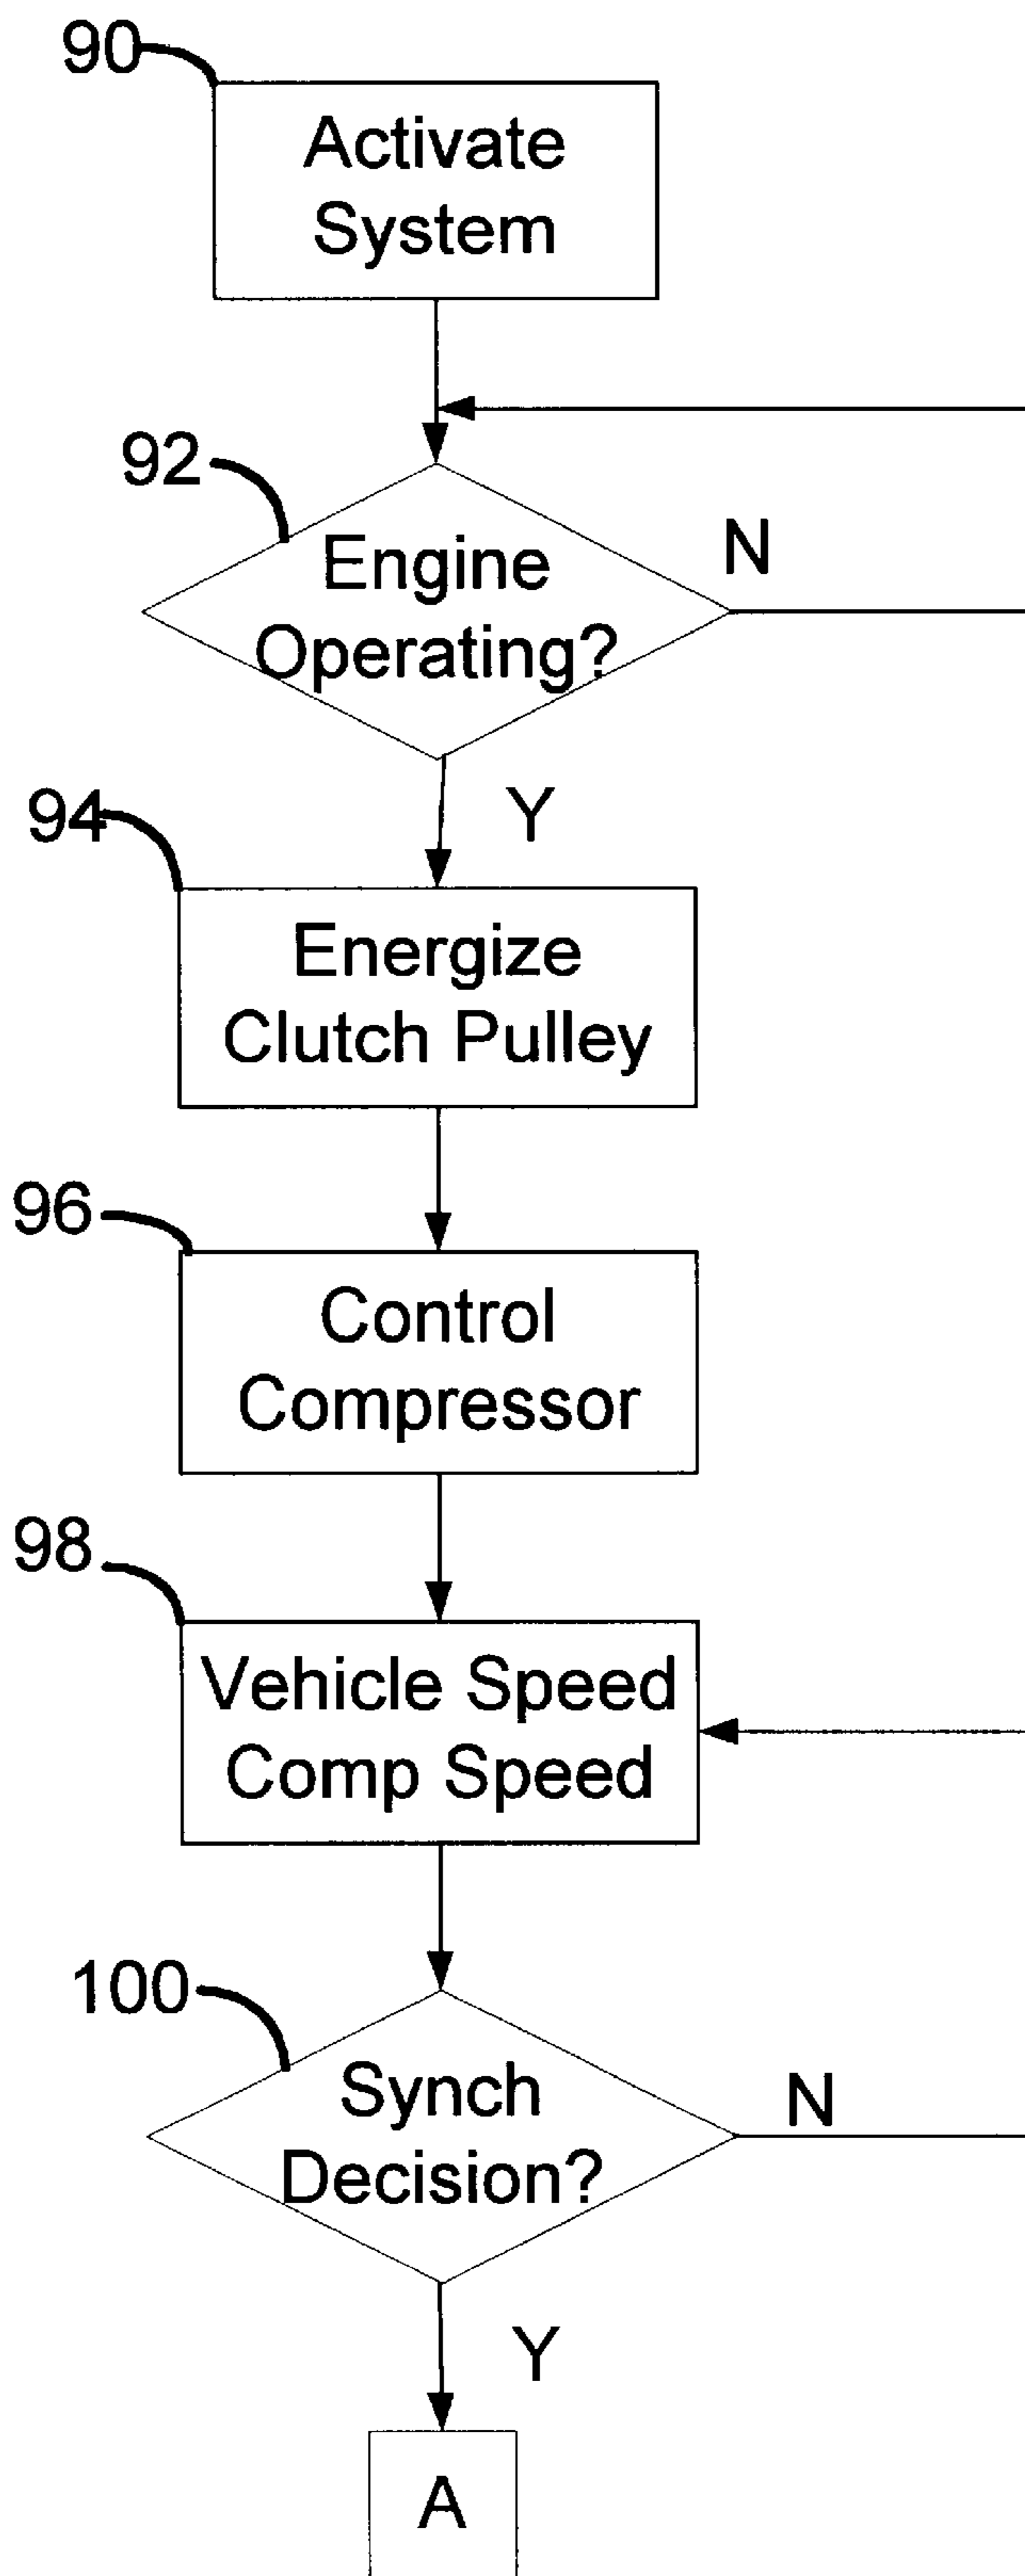 90
Activate
System
92
Engine
Operating?
N
Y
94
Energize
Clutch Pulley
96
Control
Compressor
98
Vehicle Speed
Comp Speed
100
Synch
Decision?
N
Y
A